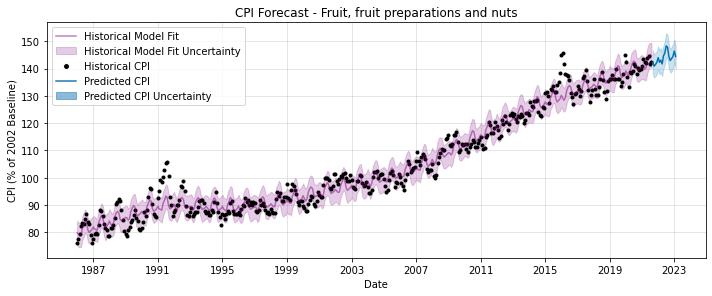 CPI Forecast - Fruit, fruit preparations and nuts
Historical Model Fit
Historical Model Fit Uncertainty
Historical CPI
Predicted CPI
Predicted CPI Uncertainty
CPI (% of 2002 Baseline)
150
140
130
120
110
100
90
80
1987 1991 1995 1999 2003 2007 2011 2015 2019 2023
Date